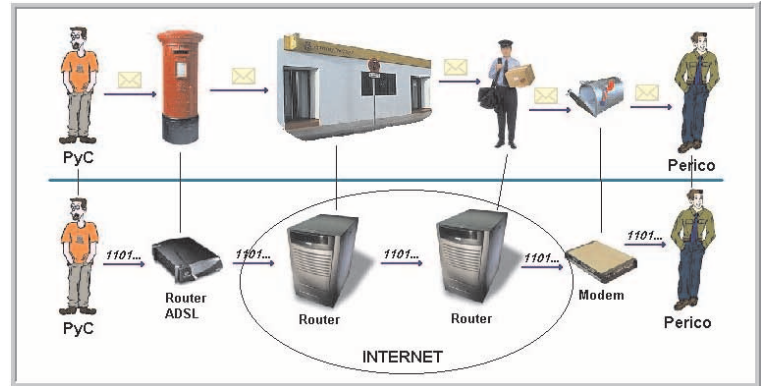 PyC
Perico
1101...
1101...
1101...
1101...
1101...
PyC
Router
ADSL
Router
Router
Modem
Perico
INTERNET